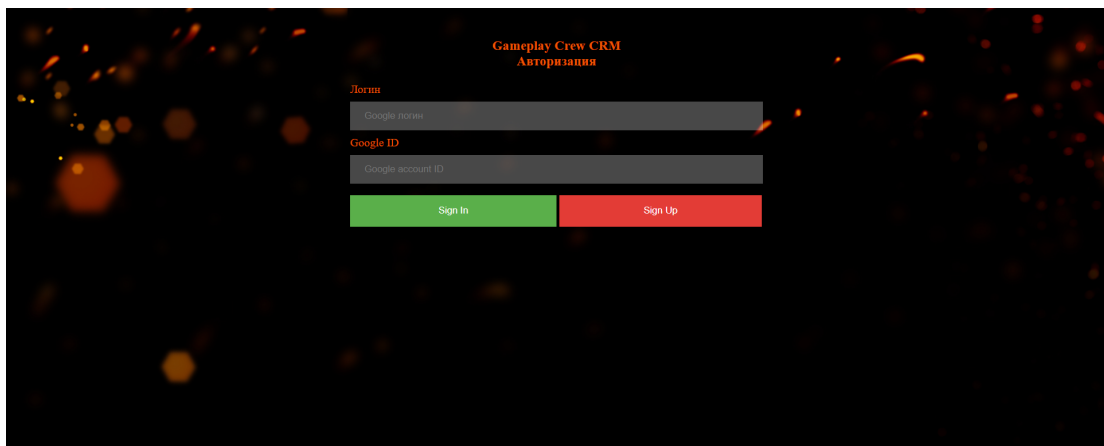 Gameplay Crew CRM
Авторизация
Логин
Google логин
Google ID
Google account ID
Sign In Sign Up